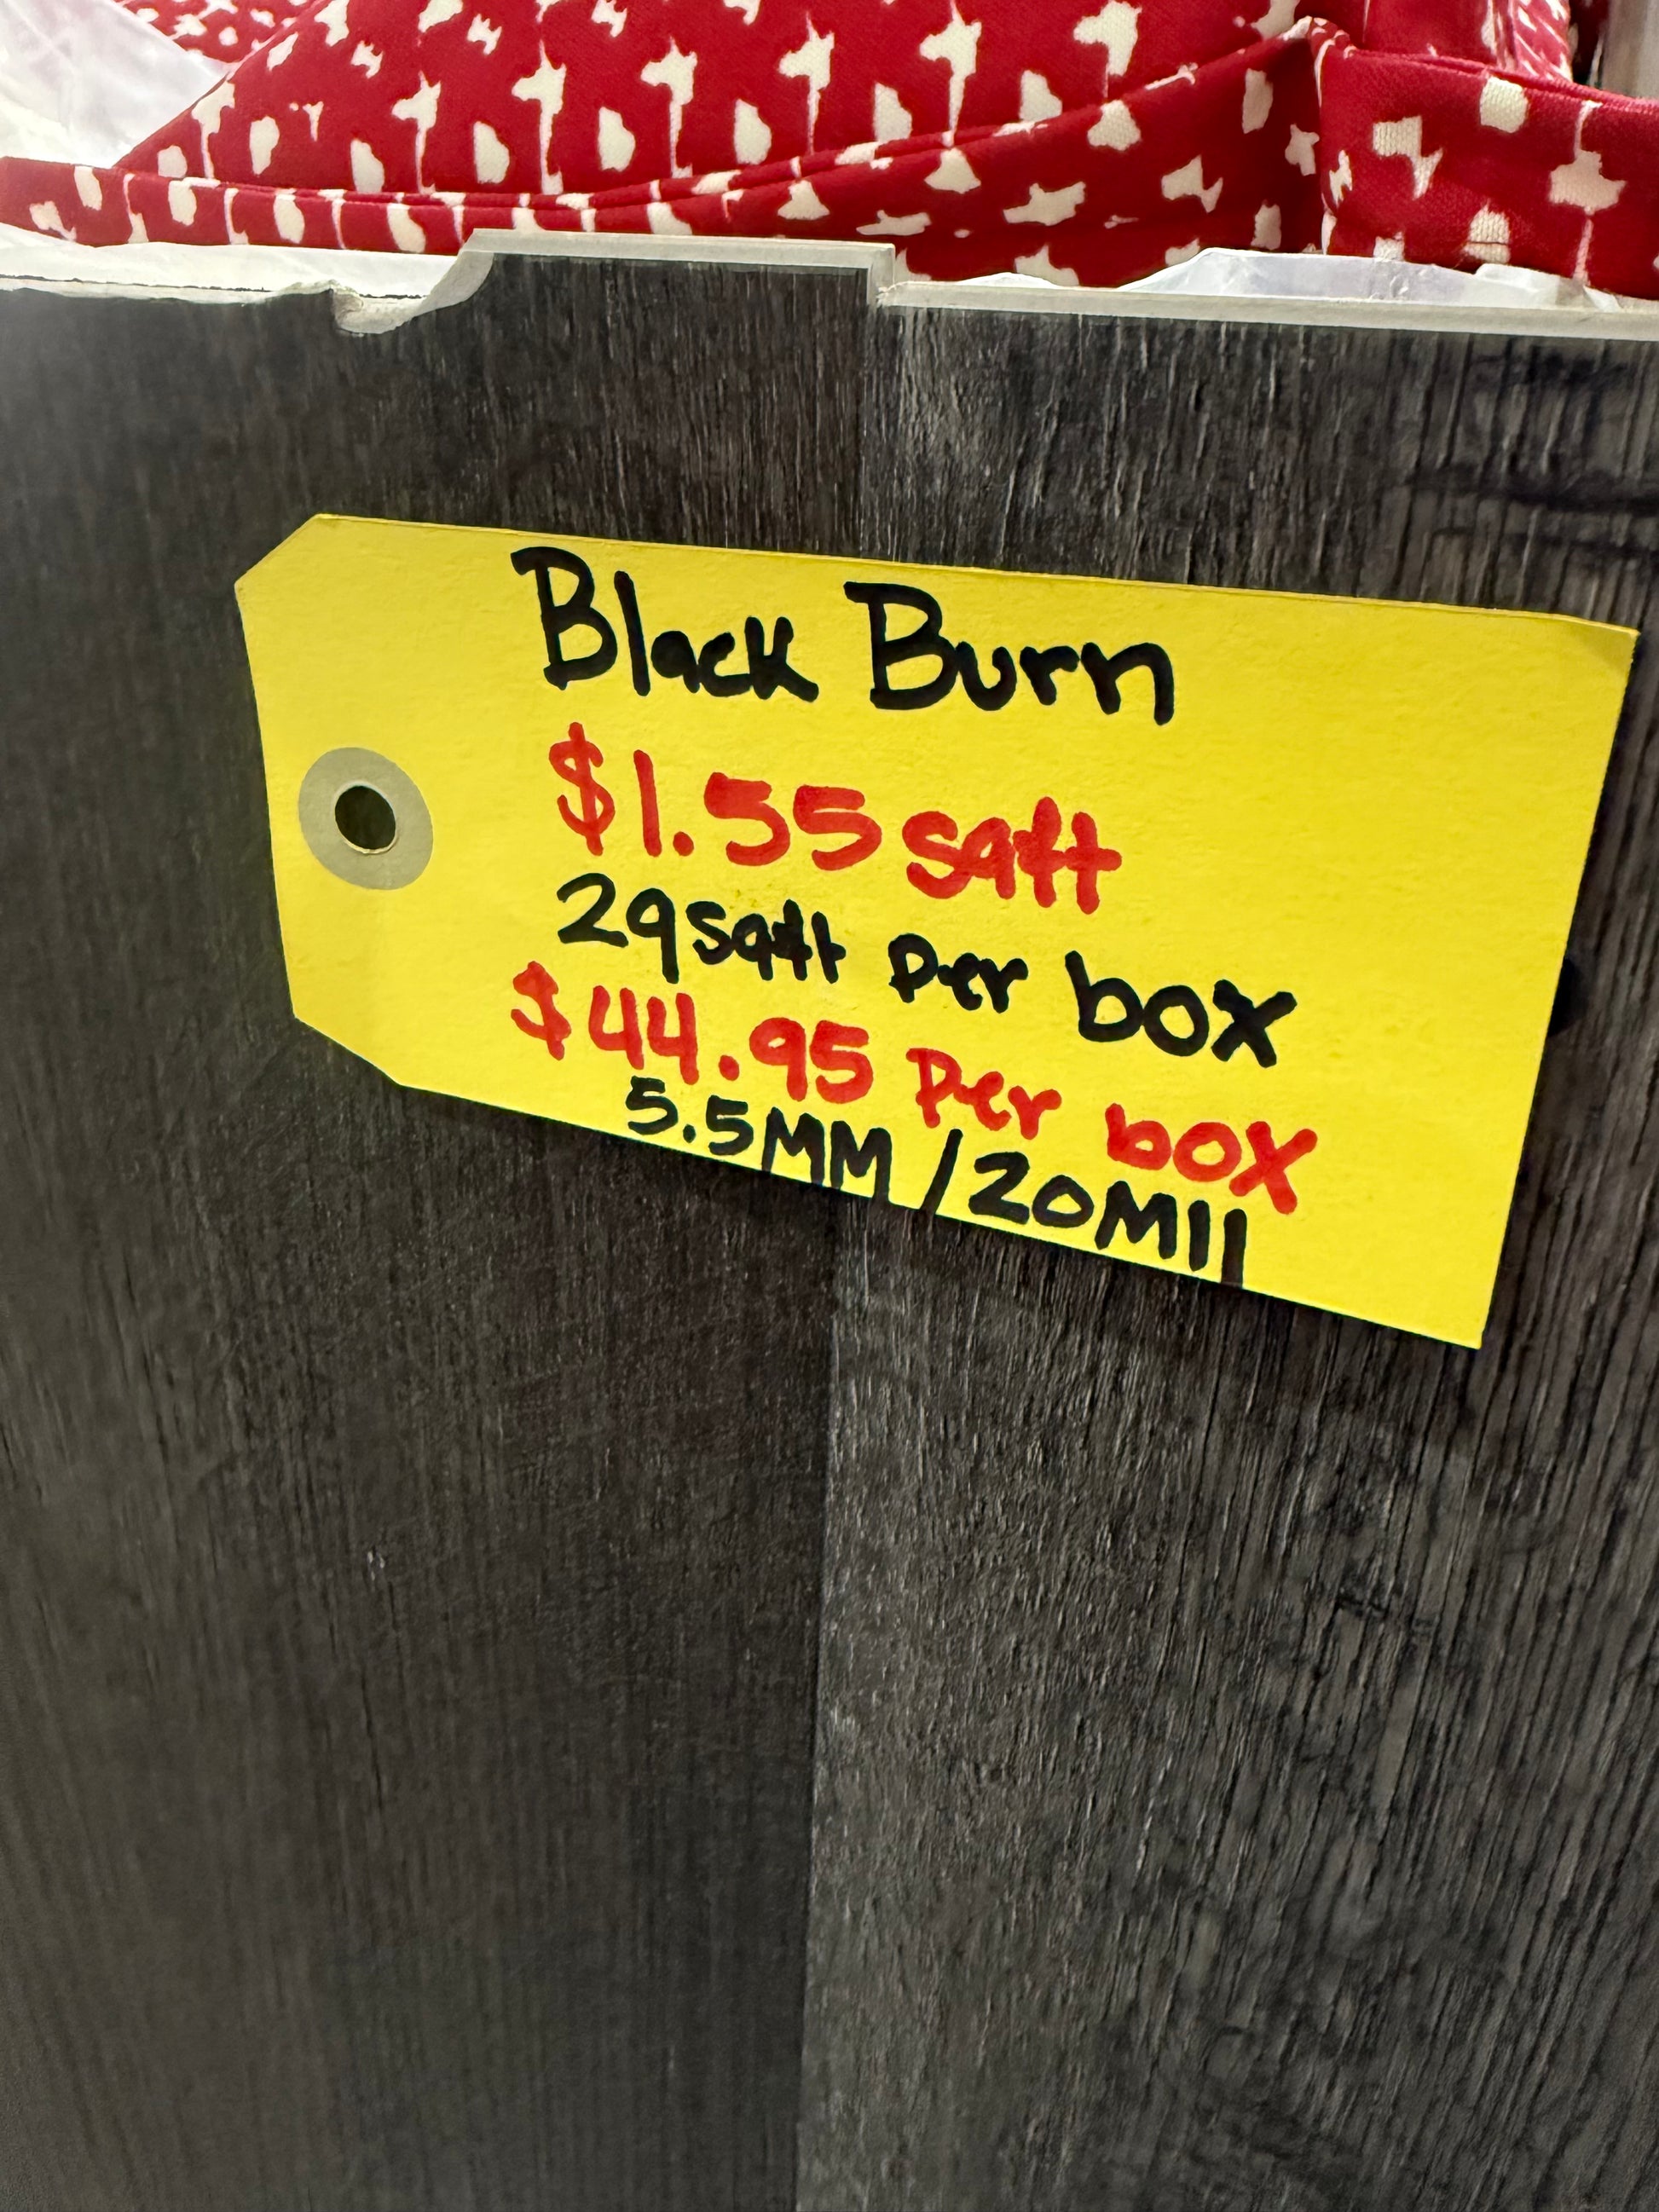 Black Burn
$1.55 sqft
29sqft per box
$44.95 per box
5.5MM/20Mil